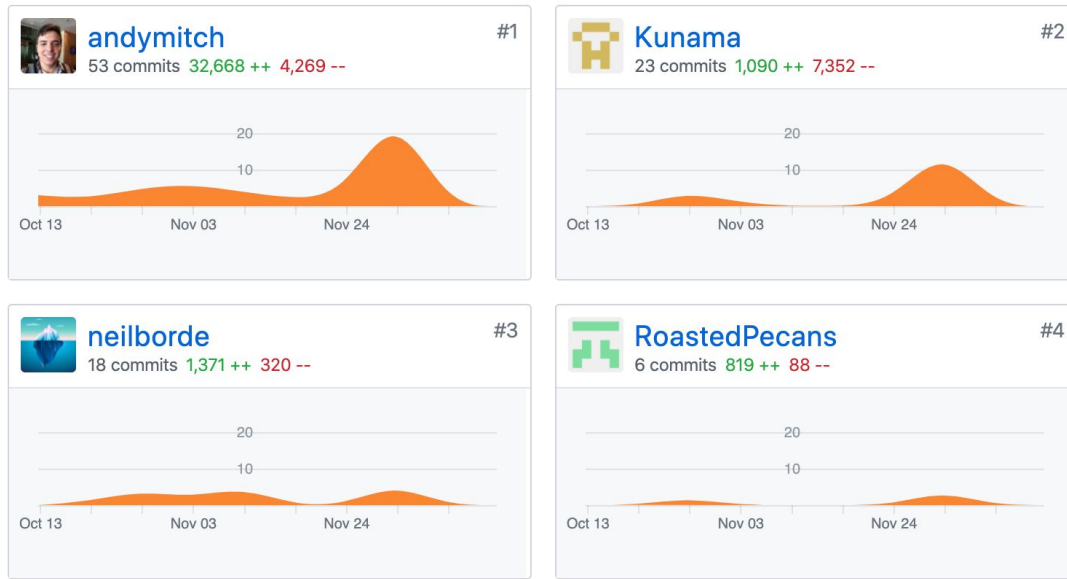 andymitch
#1
53 commits 32,668 ++ 4,269 --
20
10
Oct 13 Nov 03 Nov 24
Kunama
#2
23 commits 1,090 ++ 7,352 --
20
10
Oct 13 Nov 03 Nov 24
neilborde
#3
18 commits 1,371 ++ 320 --
20
10
Oct 13 Nov 03 Nov 24
RoastedPecans
#4
6 commits 819 ++ 88 --
20
10
Oct 13 Nov 03 Nov 24